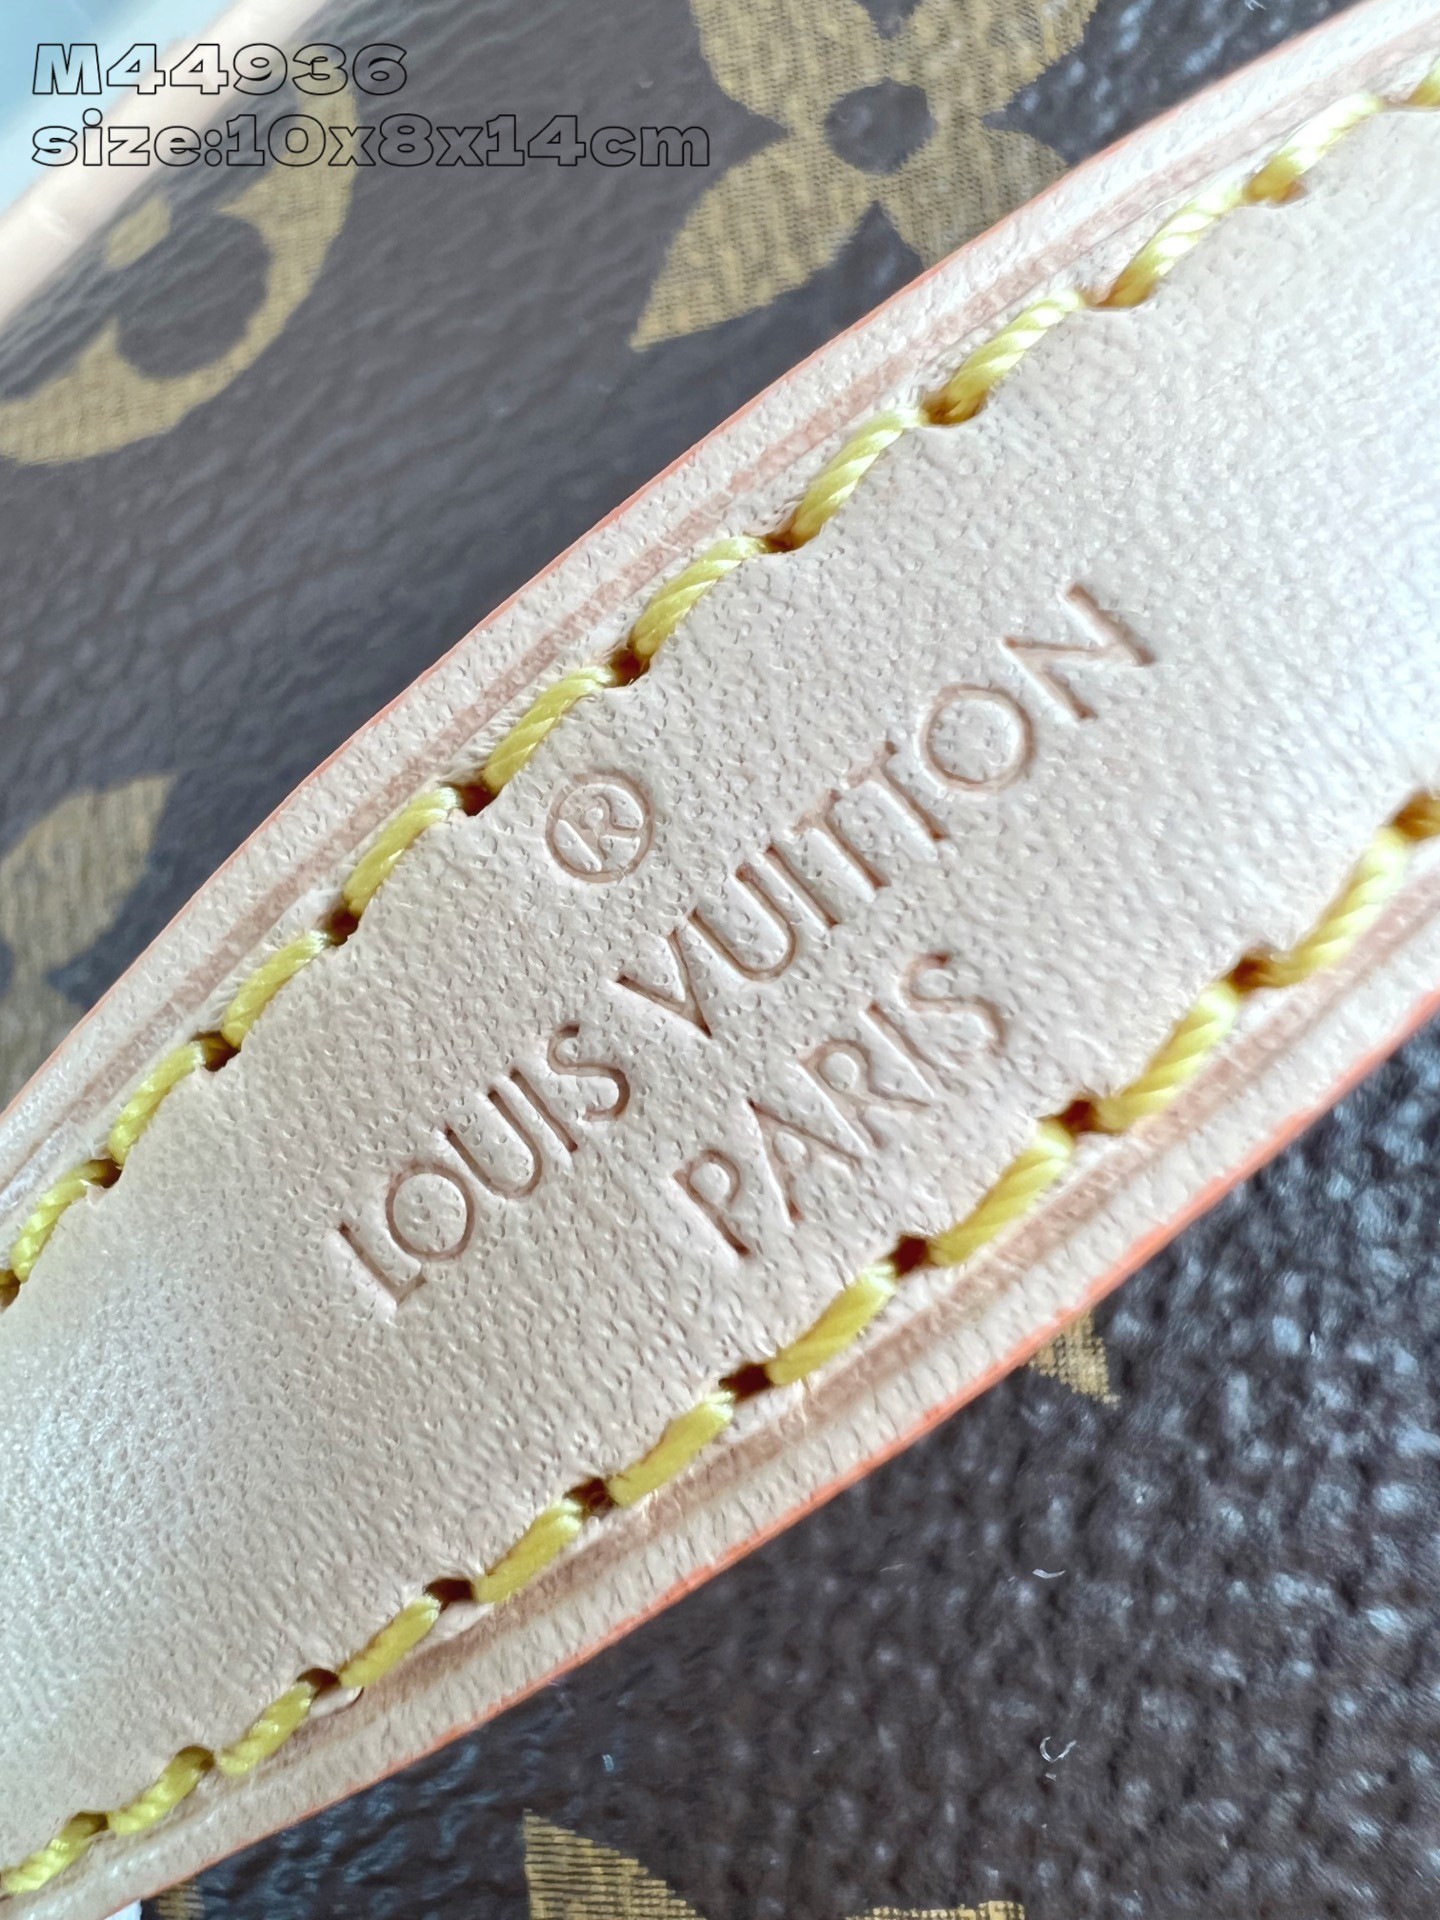 M44936
size:10x8x14cm
®
LOUIS VUITTON
PARIS